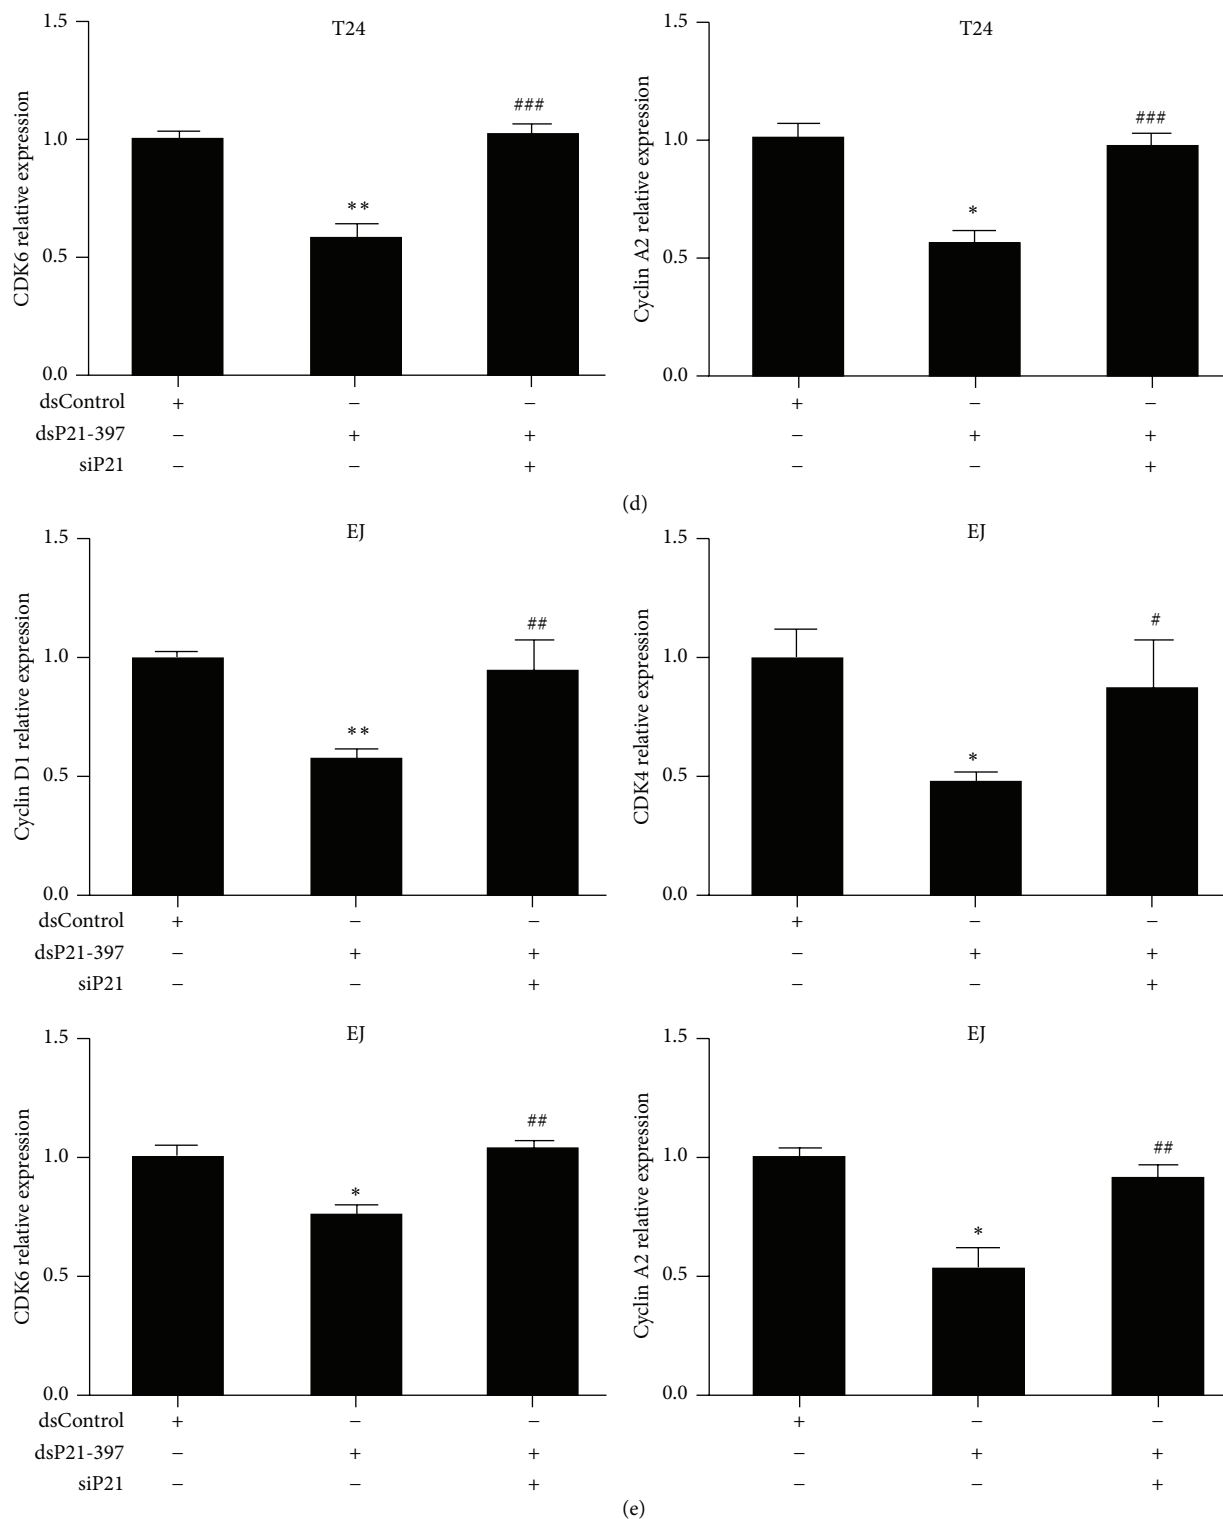 T24
T24
CDK6 relative expression
1.5
1.0
0.5
0.0
**
###
Cyclin A2 relative expression
1.5
1.0
0.5
0.0
*
###
dsControl + − − + − −
dsP21-397 − + + − + +
siP21 − − + − − +
(d)
EJ
EJ
Cyclin D1 relative expression
1.5
1.0
0.5
0.0
**
##
CDK4 relative expression
1.5
1.0
0.5
0.0
*
#
dsControl + − − + − −
dsP21-397 − + + − + +
siP21 − − + − − +
EJ
EJ
CDK6 relative expression
1.5
1.0
0.5
0.0
*
##
Cyclin A2 relative expression
1.5
1.0
0.5
0.0
*
##
dsControl + − − + − −
dsP21-397 − + + − + +
siP21 − − + − − +
(e)